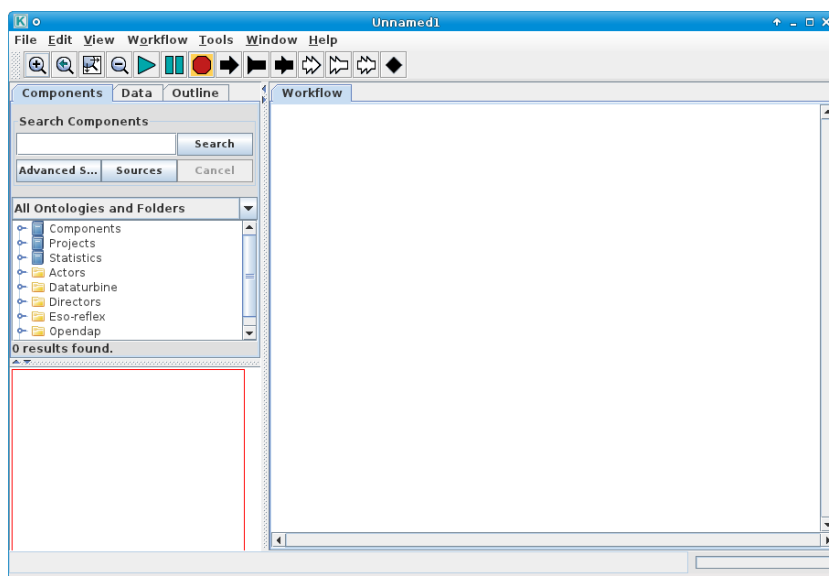 K Unnamed1
File Edit View Workflow Tools Window Help
Components Data Outline
Workflow
Search Components
Search
Advanced S... Sources Cancel
All Ontologies and Folders
Components
Projects
Statistics
Actors
Dataturbine
Directors
Eso-reflex
Opendap
0 results found.